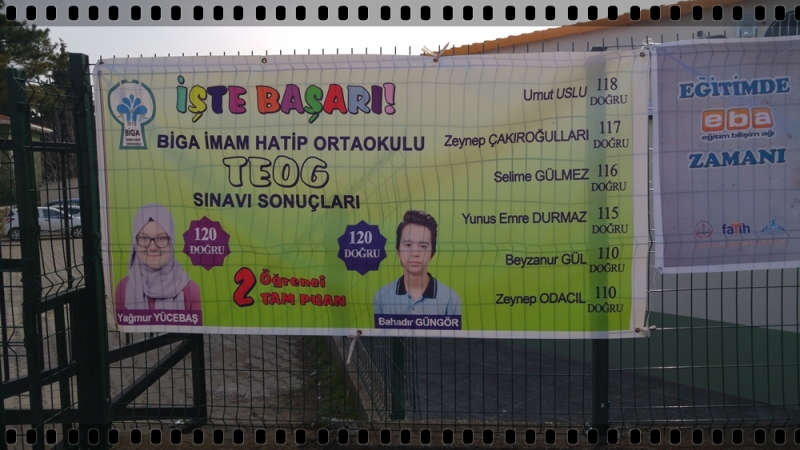 İŞTE BAŞARI!
BİGA
BİGA İMAM HATİP ORTAOKULU
TEOG
SINAVI SONUÇLARI
120 DOĞRU
120 DOĞRU
2 Öğrenci
TAM PUAN
Yağmur YÜCEBAŞ
Bahadır GÜNGÖR
Umut USLU 118 DOĞRU
Zeynep ÇAKIROĞULLARI 117 DOĞRU
Selime GÜLMEZ 116 DOĞRU
Yunus Emre DURMAZ 115 DOĞRU
Beyzanur GÜL 110 DOĞRU
Zeynep ODACIL 110 DOĞRU
EĞİTİMDE
eba
eğitim bilişim ağı
ZAMANI
fatih